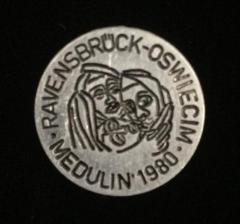 RAVENSBRÜCK-OSWIECIM
· MEDULIN' 1980 ·